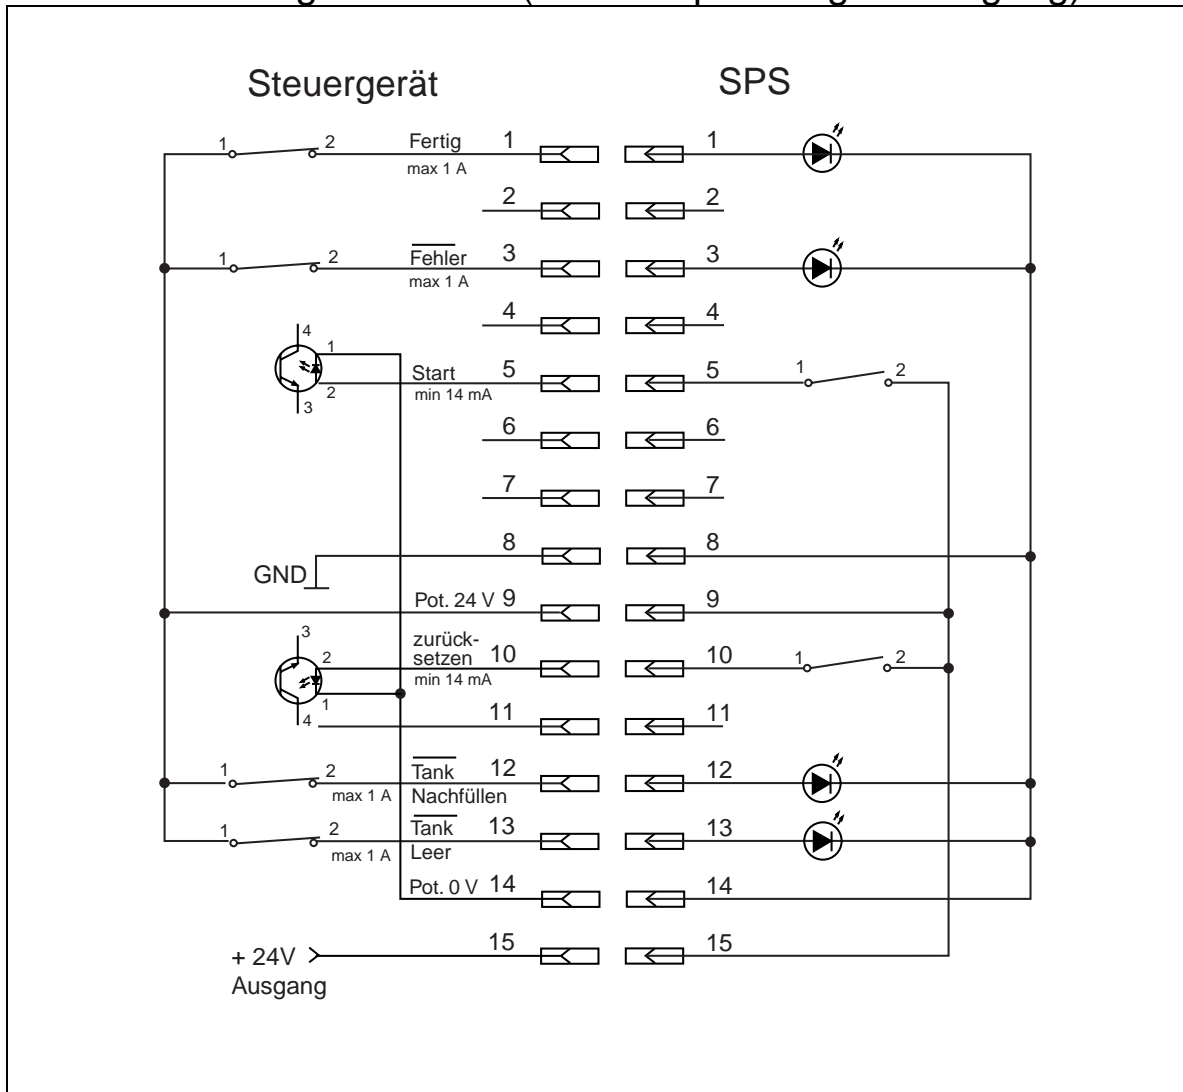 Steuergerät SPS
1 2 Fertig 1 1
max 1 A
2 2
1 2 Fehler 3 3
max 1 A
4 4
4
1
Start 5 5 1 2
2 min 14 mA
3
6 6
7 7
8 8
GND
Pot. 24 V 9 9
3 zurück-
2 setzen 10 10 1 2
min 14 mA
1
4 11 11
1 2 Tank 12 12
max 1 A Nachfüllen
1 2 Tank 13 13
max 1 A Leer
Pot. 0 V 14 14
15 15
+ 24V
Ausgang